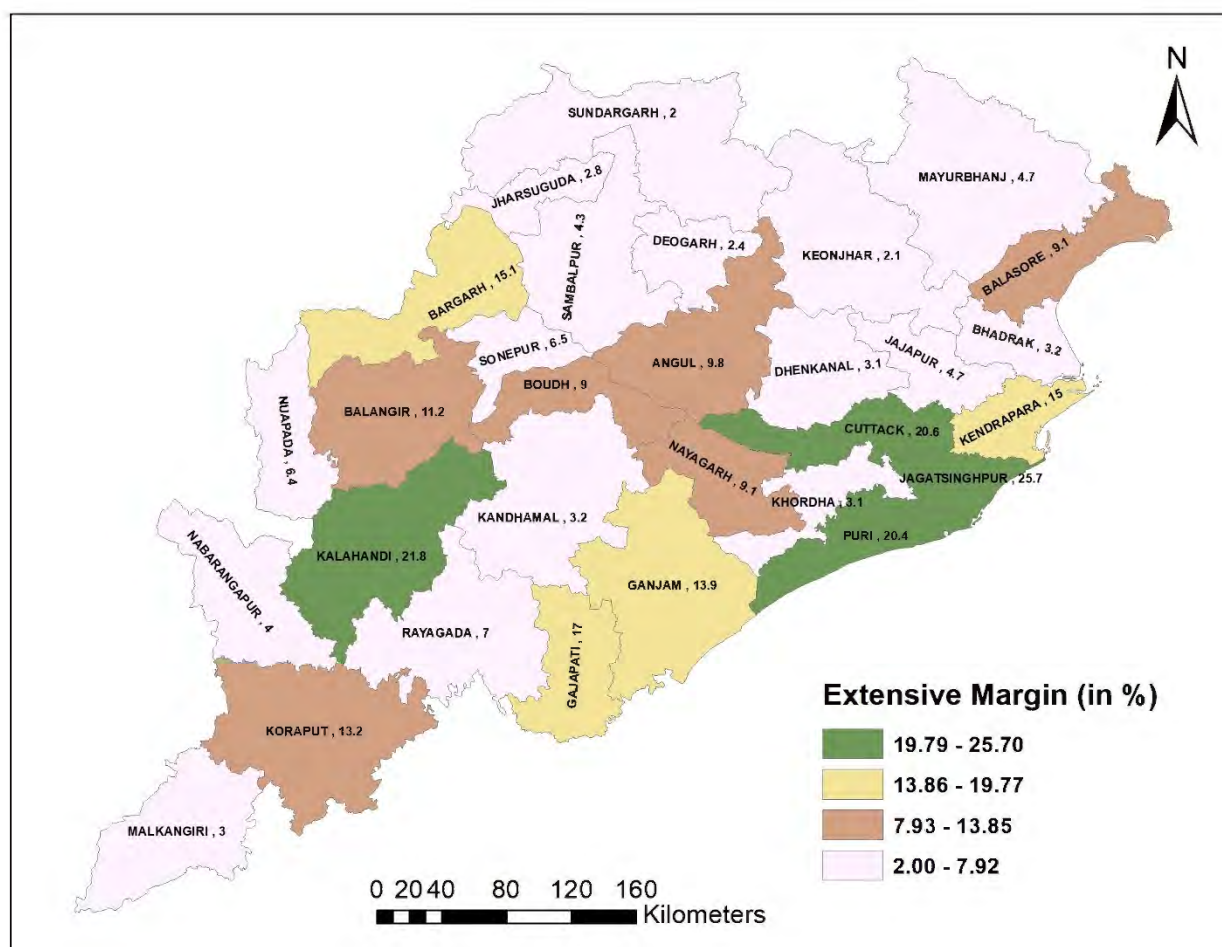 N
SUNDARGARH , 2
JHARSUGUDA , 2.8
MAYURBHANJ , 4.7
SAMBALPUR , 4.3
DEOGARH , 2.4
KEONJHAR , 2.1
BALASORE , 9.1
BARGARH , 15.1
SONEPUR , 6.5
BHADRAK , 3.2
JAJAPUR , 4.7
ANGUL , 9.8
DHENKANAL , 3.1
BOUDH , 9
BALANGIR , 11.2
NUAPADA , 6.4
KENDRAPARA , 15
CUTTACK , 20.6
NAYAGARH , 9.1
JAGATSINGHPUR , 25.7
KHORDHA , 3.1
KANDHAMAL , 3.2
PURI , 20.4
KALAHANDI , 21.8
NABARANGAPUR , 4
GANJAM , 13.9
RAYAGADA , 7
GAJAPATI , 17
KORAPUT , 13.2
MALKANGIRI , 3
Extensive Margin (in %)
19.79 - 25.70
13.86 - 19.77
7.93 - 13.85
2.00 - 7.92
0 20 40 80 120 160
Kilometers